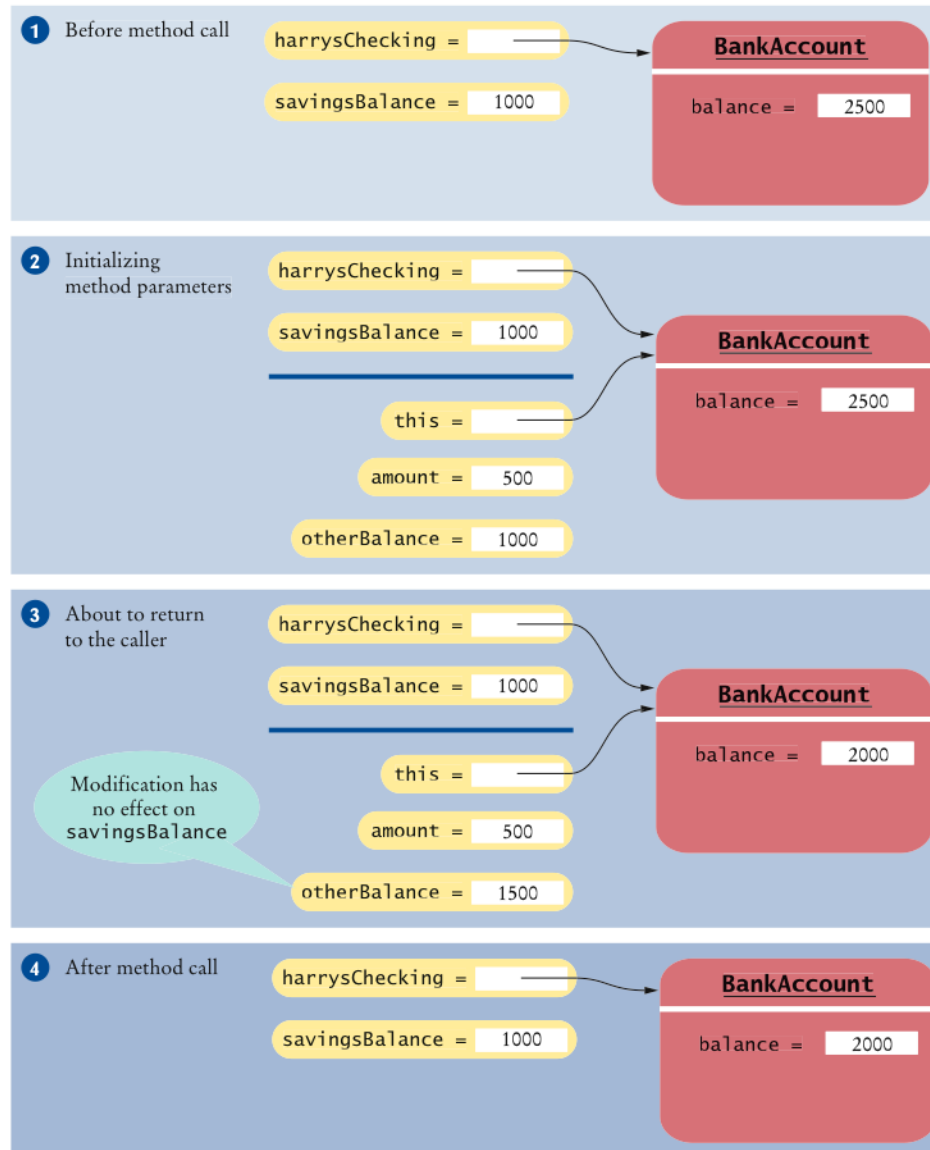 1 Before method call
harrysChecking =
savingsBalance = 1000
BankAccount
balance = 2500
2 Initializing
method parameters
harrysChecking =
savingsBalance = 1000
this =
amount = 500
otherBalance = 1000
BankAccount
balance = 2500
3 About to return
to the caller
harrysChecking =
savingsBalance = 1000
this =
amount = 500
otherBalance = 1500
Modification has
no effect on
savingsBalance
BankAccount
balance = 2000
4 After method call
harrysChecking =
savingsBalance = 1000
BankAccount
balance = 2000